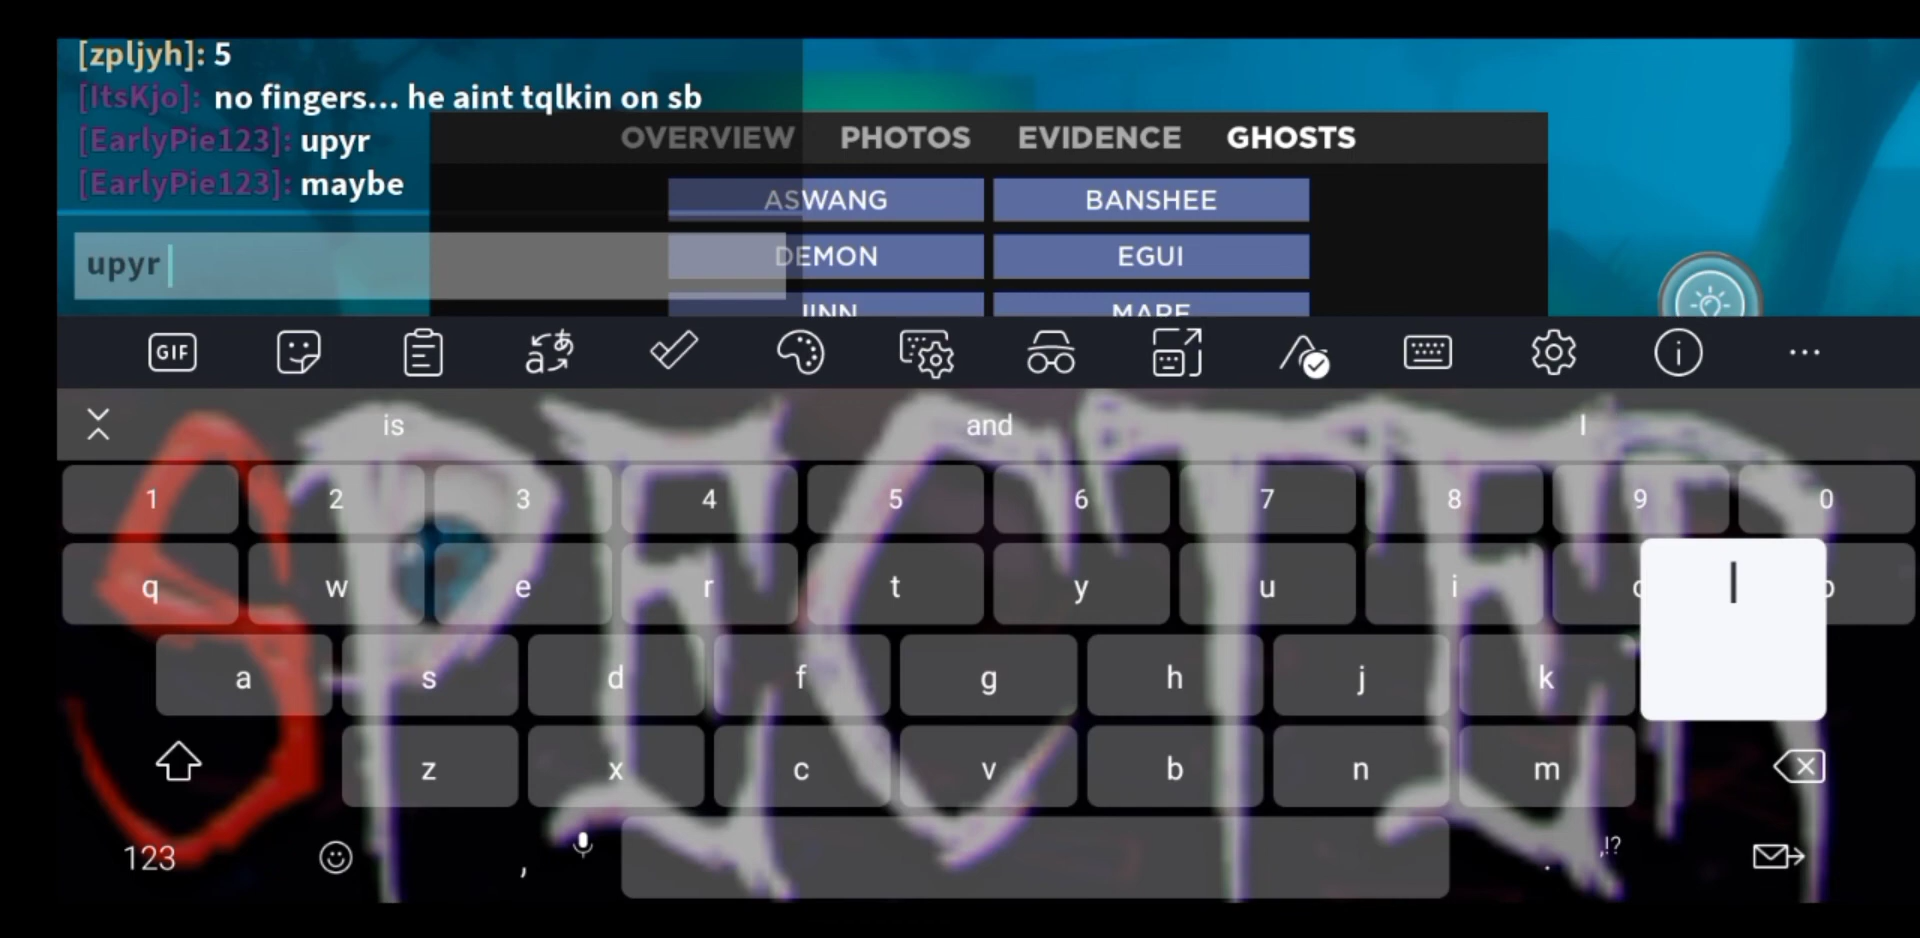 [zpljyh]: 5
[ItsKjo]: no fingers... he aint tqlkin on sb
[EarlyPie123]: upyr
[EarlyPie123]: maybe
upyr
OVERVIEW PHOTOS EVIDENCE GHOSTS
ASWANG BANSHEE
DEMON EGUI
JINN MARE
GIF
is and I
SPECTER
1 2 3 4 5 6 7 8 9 0
q w e r t y u i o p
a s d f g h j k l
z x c v b n m
123 , . ,!?